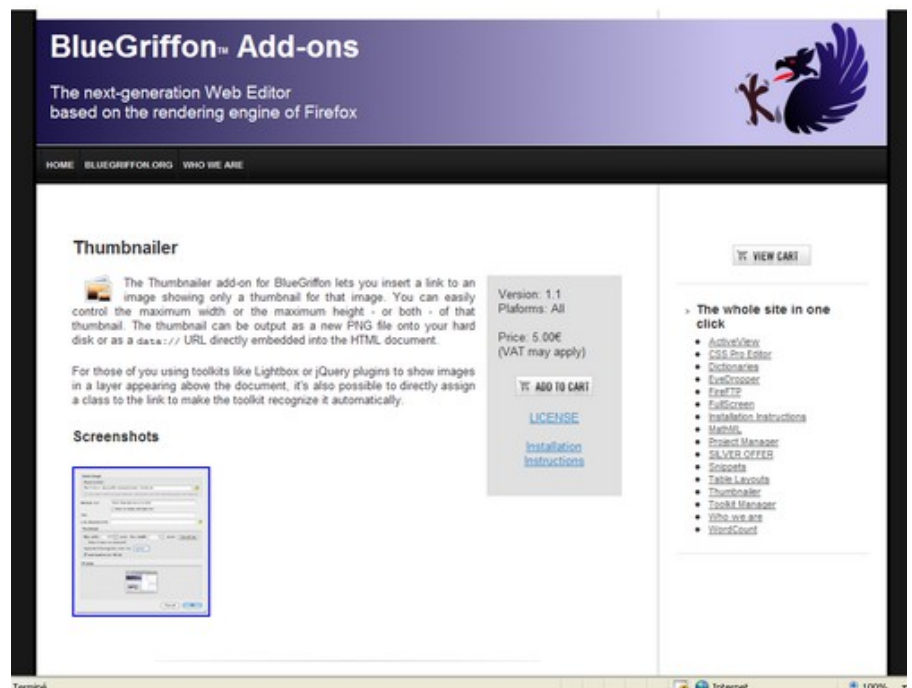 BlueGriffon™ Add-ons
The next-generation Web Editor
based on the rendering engine of Firefox
HOME BLUEGRIFFON.ORG WHO WE ARE
Thumbnailer
The Thumbnailer add-on for BlueGriffon lets you insert a link to an
image showing only a thumbnail for that image. You can easily
control the maximum width or the maximum height - or both - of that
thumbnail. The thumbnail can be output as a new PNG file onto your hard
disk or as a data:// URL directly embedded into the HTML document.
For those of you using toolkits like Lightbox or jQuery plugins to show images
in a layer appearing above the document, it's also possible to directly assign
a class to the link to make the toolkit recognize it automatically.
Screenshots
Version: 1.1
Plaforms: All
Price: 5.00€
(VAT may apply)
ADD TO CART
LICENSE
Installation
Instructions
VIEW CART
» The whole site in one
click
ActiveView
CSS Pro Editor
Dictionaries
EyeDropper
FireFTP
FullScreen
Installation Instructions
MathML
Project Manager
SILVER OFFER
Snippets
Table Layouts
Thumbnailer
Toolkit Manager
Who we are
WordCount
Terminé
Internet
100%